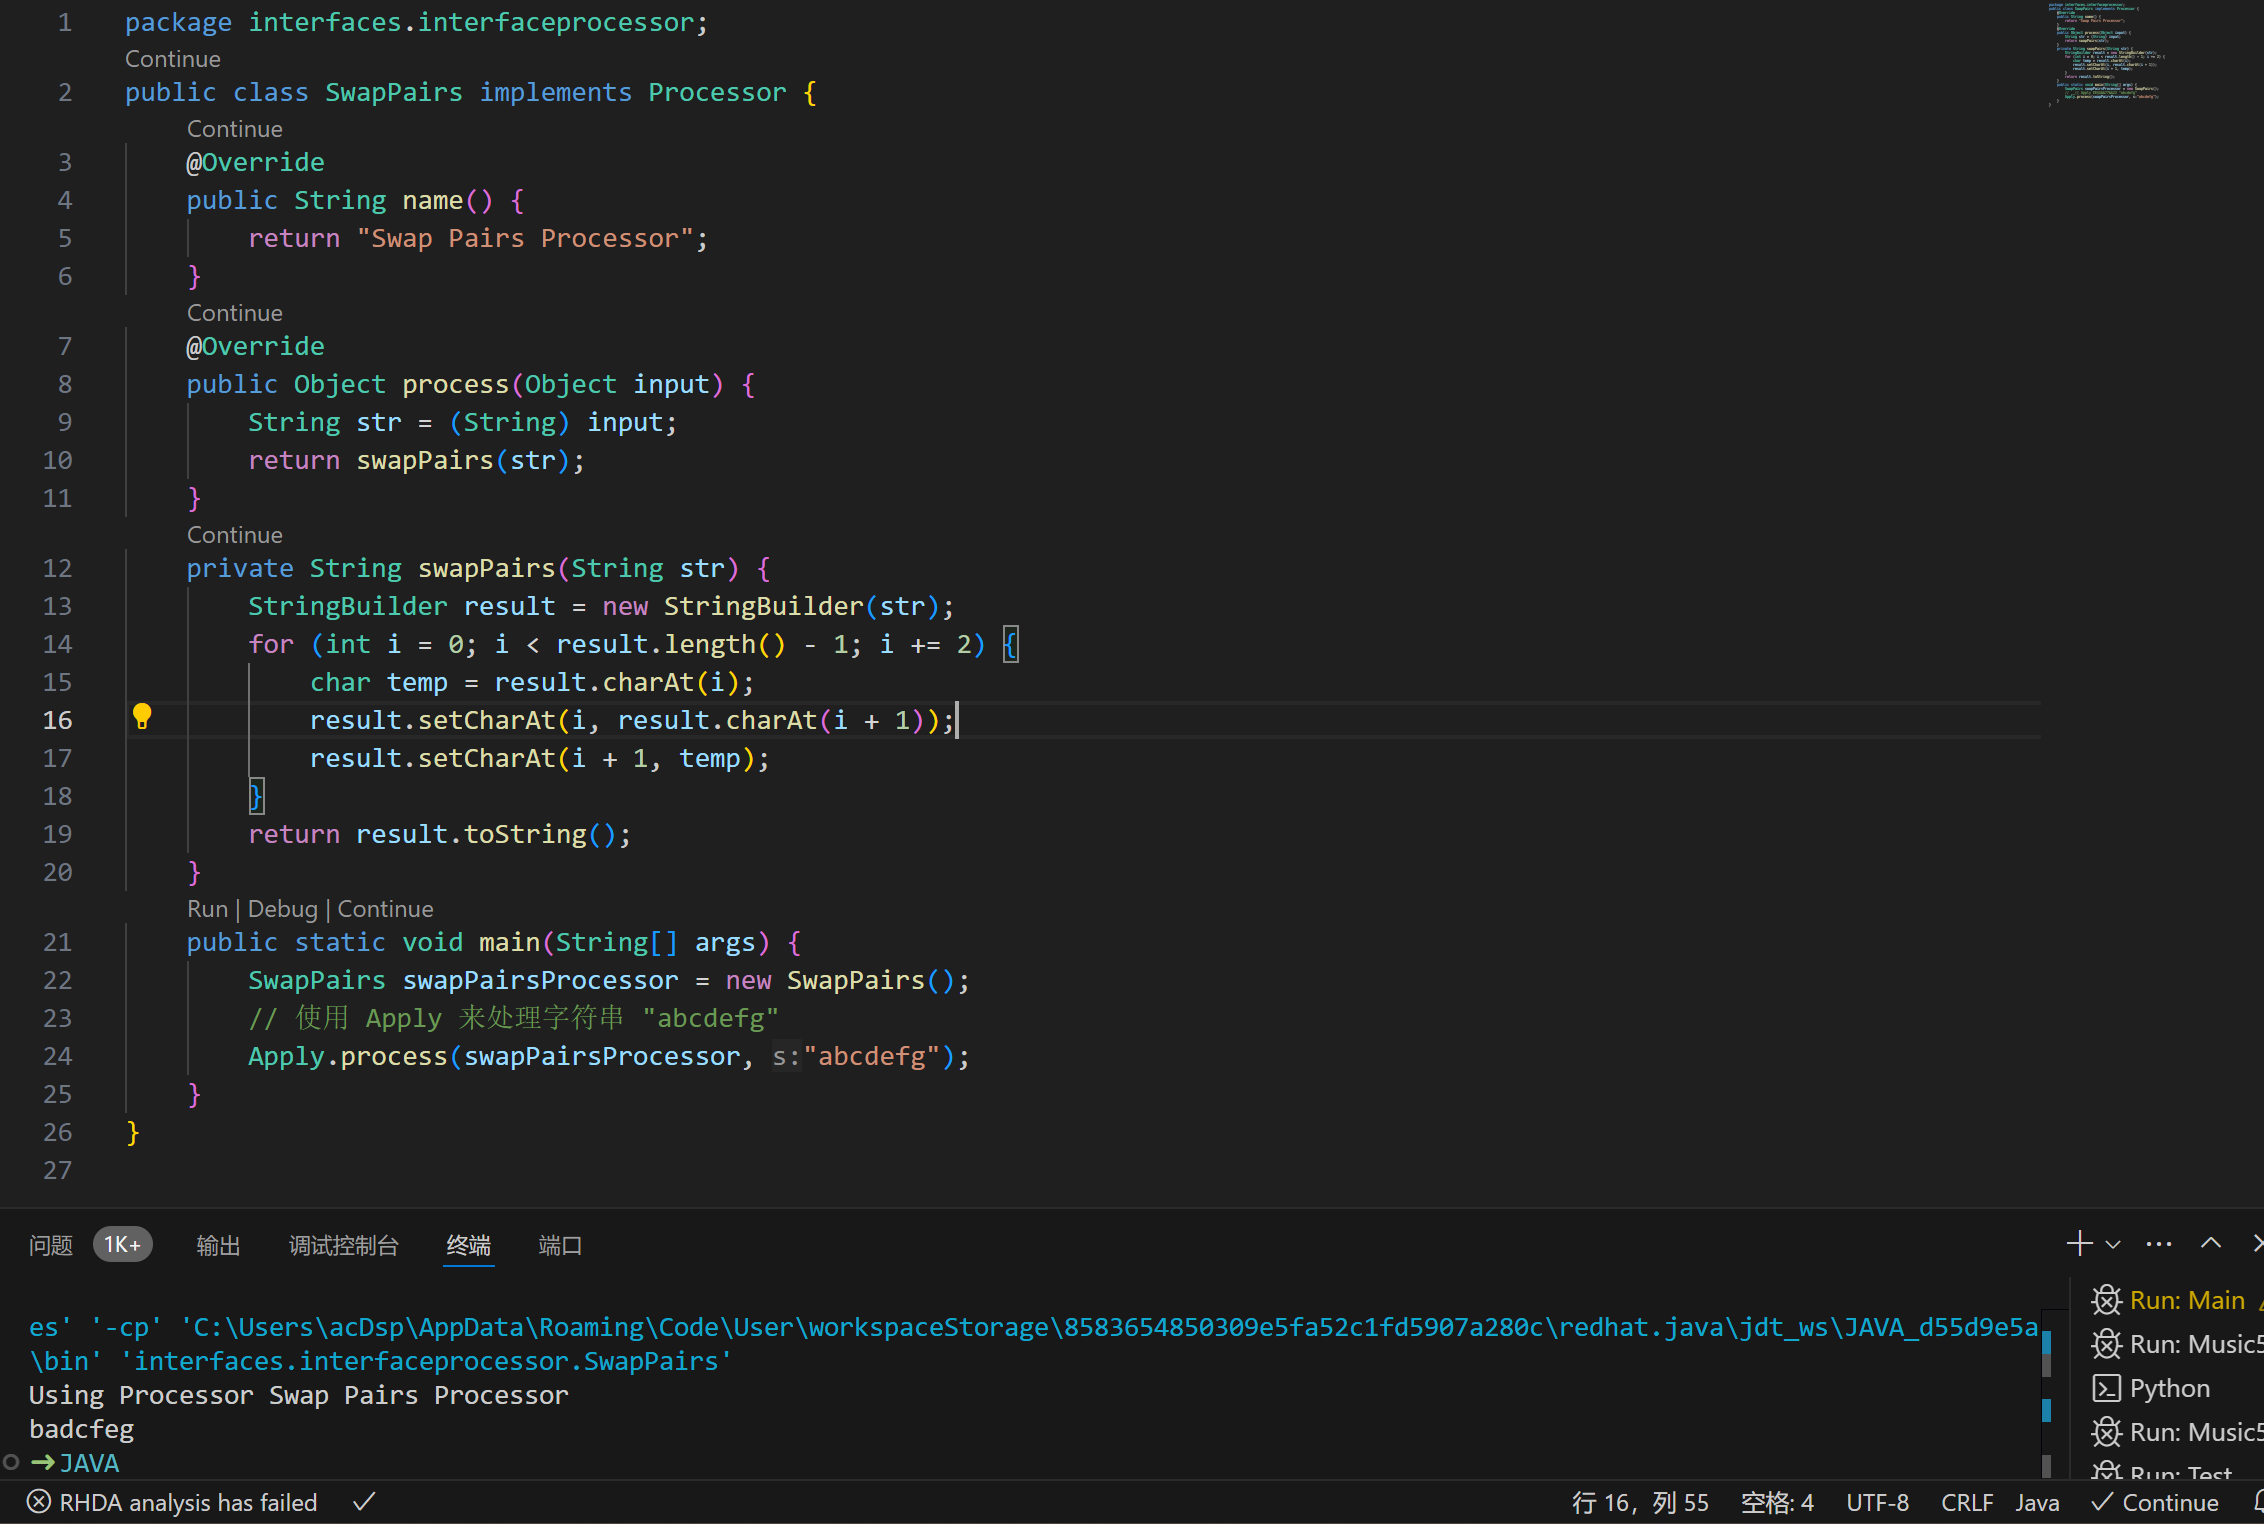 1 package interfaces.interfaceprocessor;
Continue
2 public class SwapPairs implements Processor {
Continue
3 @Override
4 public String name() {
5 return "Swap Pairs Processor";
6 }
Continue
7 @Override
8 public Object process(Object input) {
9 String str = (String) input;
10 return swapPairs(str);
11 }
Continue
12 private String swapPairs(String str) {
13 StringBuilder result = new StringBuilder(str);
14 for (int i = 0; i < result.length() - 1; i += 2) {
15 char temp = result.charAt(i);
16 result.setCharAt(i, result.charAt(i + 1));
17 result.setCharAt(i + 1, temp);
18 }
19 return result.toString();
20 }
Run | Debug | Continue
21 public static void main(String[] args) {
22 SwapPairs swapPairsProcessor = new SwapPairs();
23 // 使用 Apply 来处理字符串 "abcdefg"
24 Apply.process(swapPairsProcessor, s:"abcdefg");
25 }
26 }
27
问题 1K+ 输出 调试控制台 终端 端口
es' '-cp' 'C:\Users\acDsp\AppData\Roaming\Code\User\workspaceStorage\8583654850309e5fa52c1fd5907a280c\redhat.java\jdt_ws\JAVA_d55d9e5a
\bin' 'interfaces.interfaceprocessor.SwapPairs'
Using Processor Swap Pairs Processor
badcfeg
JAVA
Run: Main
Run: Music5
Python
Run: Music5
Run: Test
RHDA analysis has failed
行 16，列 55 空格: 4 UTF-8 CRLF Java Continue